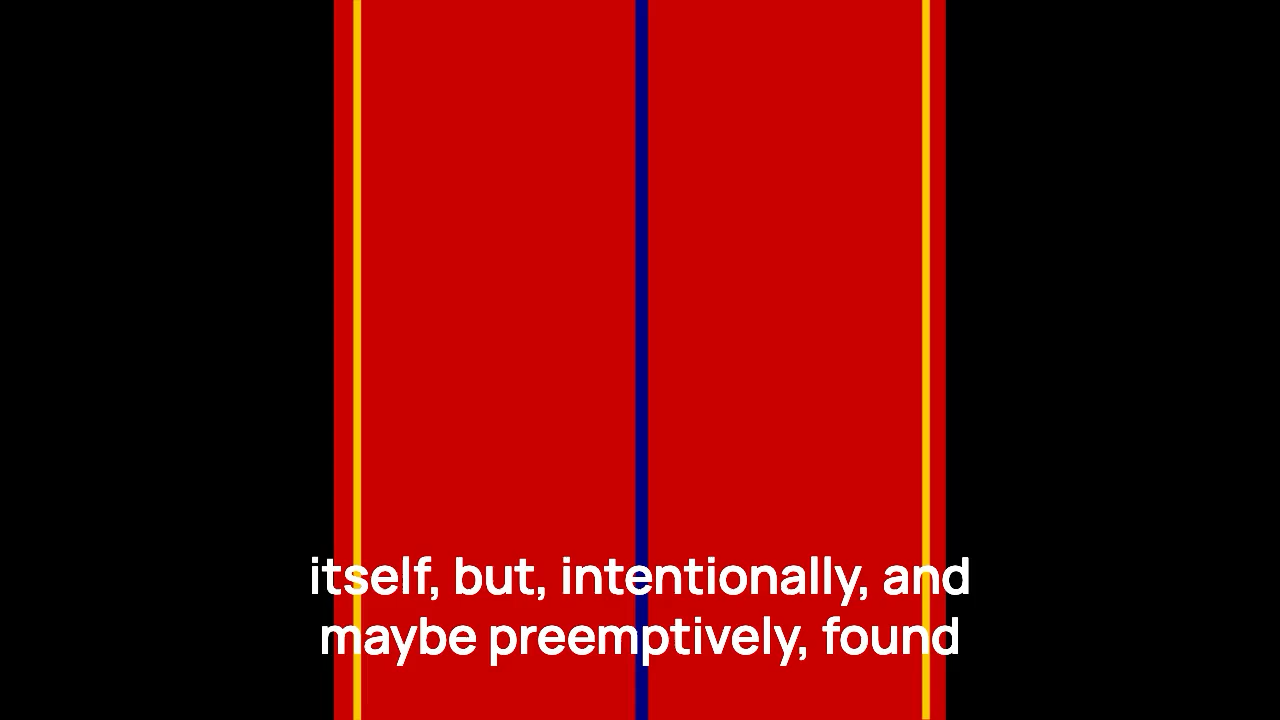 itself, but, intentionally, and
maybe preemptively, found